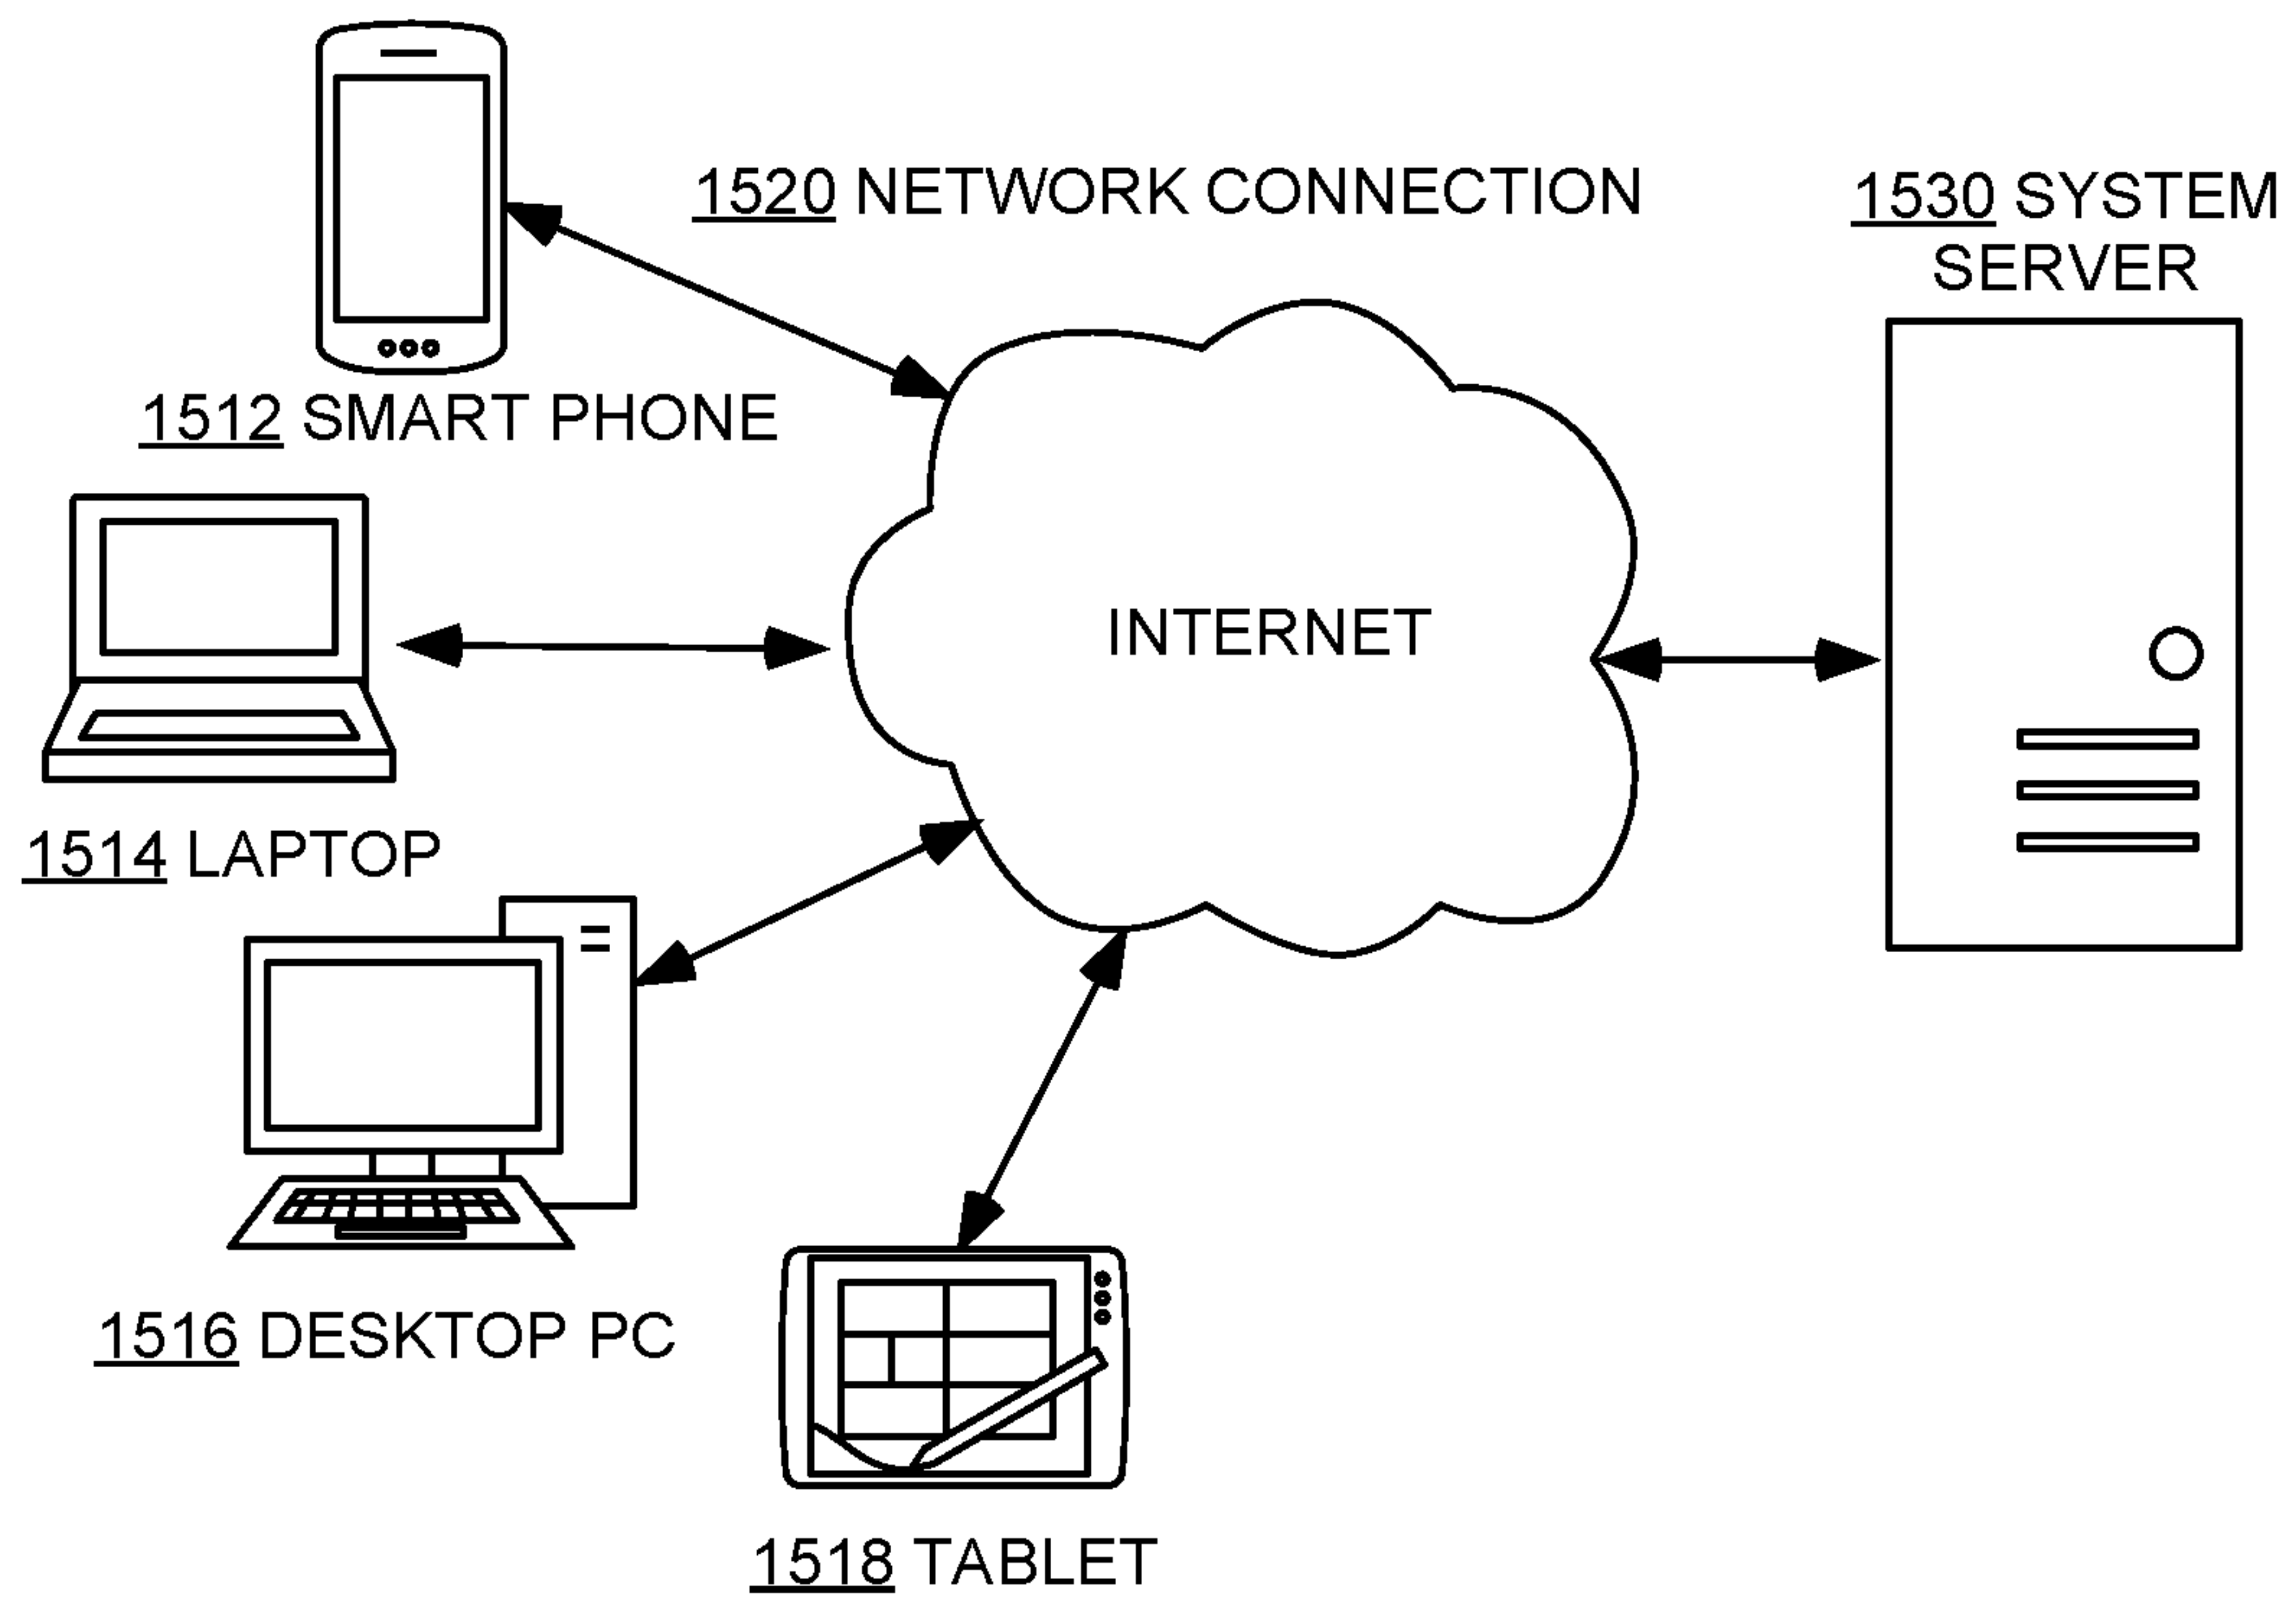 1520 NETWORK CONNECTION
1530 SYSTEM
SERVER
1512 SMART PHONE
INTERNET
1514 LAPTOP
1516 DESKTOP PC
1518 TABLET